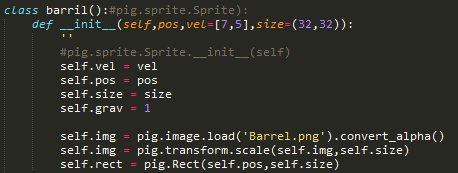 class barril():#pig.sprite.Sprite):
    def __init__(self,pos,vel=[7,5],size=(32,32)):
        ''
        #pig.sprite.Sprite.__init__(self)
        self.vel = vel
        self.pos = pos
        self.size = size
        self.grav = 1

        self.img = pig.image.load('Barrel.png').convert_alpha()
        self.img = pig.transform.scale(self.img,self.size)
        self.rect = pig.Rect(self.pos,self.size)